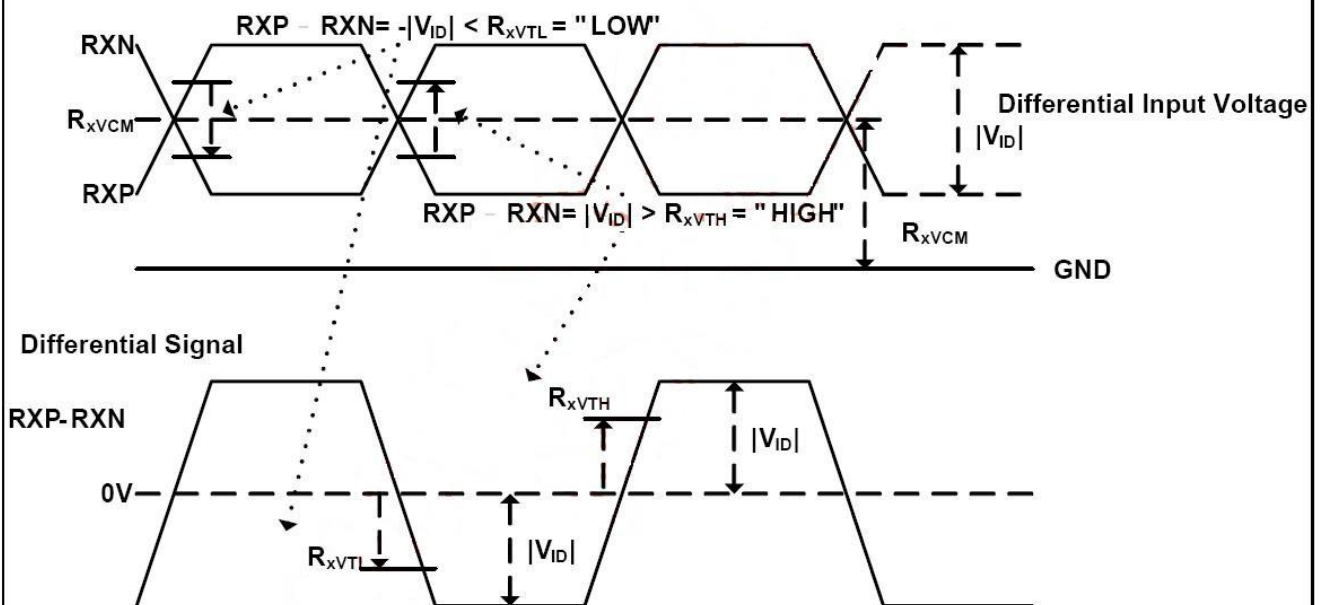 RXP - RXN= -|VID| < RxVTL = "LOW"
RXN
RxVCM
Differential Input Voltage
|VID|
RXP
RXP - RXN= |VID| > RxVTH = "HIGH"
RxVCM
GND
Differential Signal
RxVTH
RXP-RXN
|VID|
0V
RxVTL
|VID|